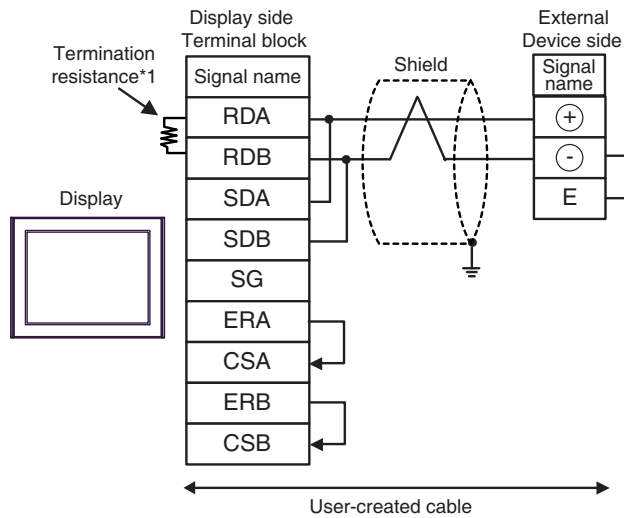 Display side
Terminal block
External
Device side
Termination
resistance*1
Shield
Signal name
Signal
name
RDA
+
RDB
-
SDA
E
Display
SDB
SG
ERA
CSA
ERB
CSB
User-created cable